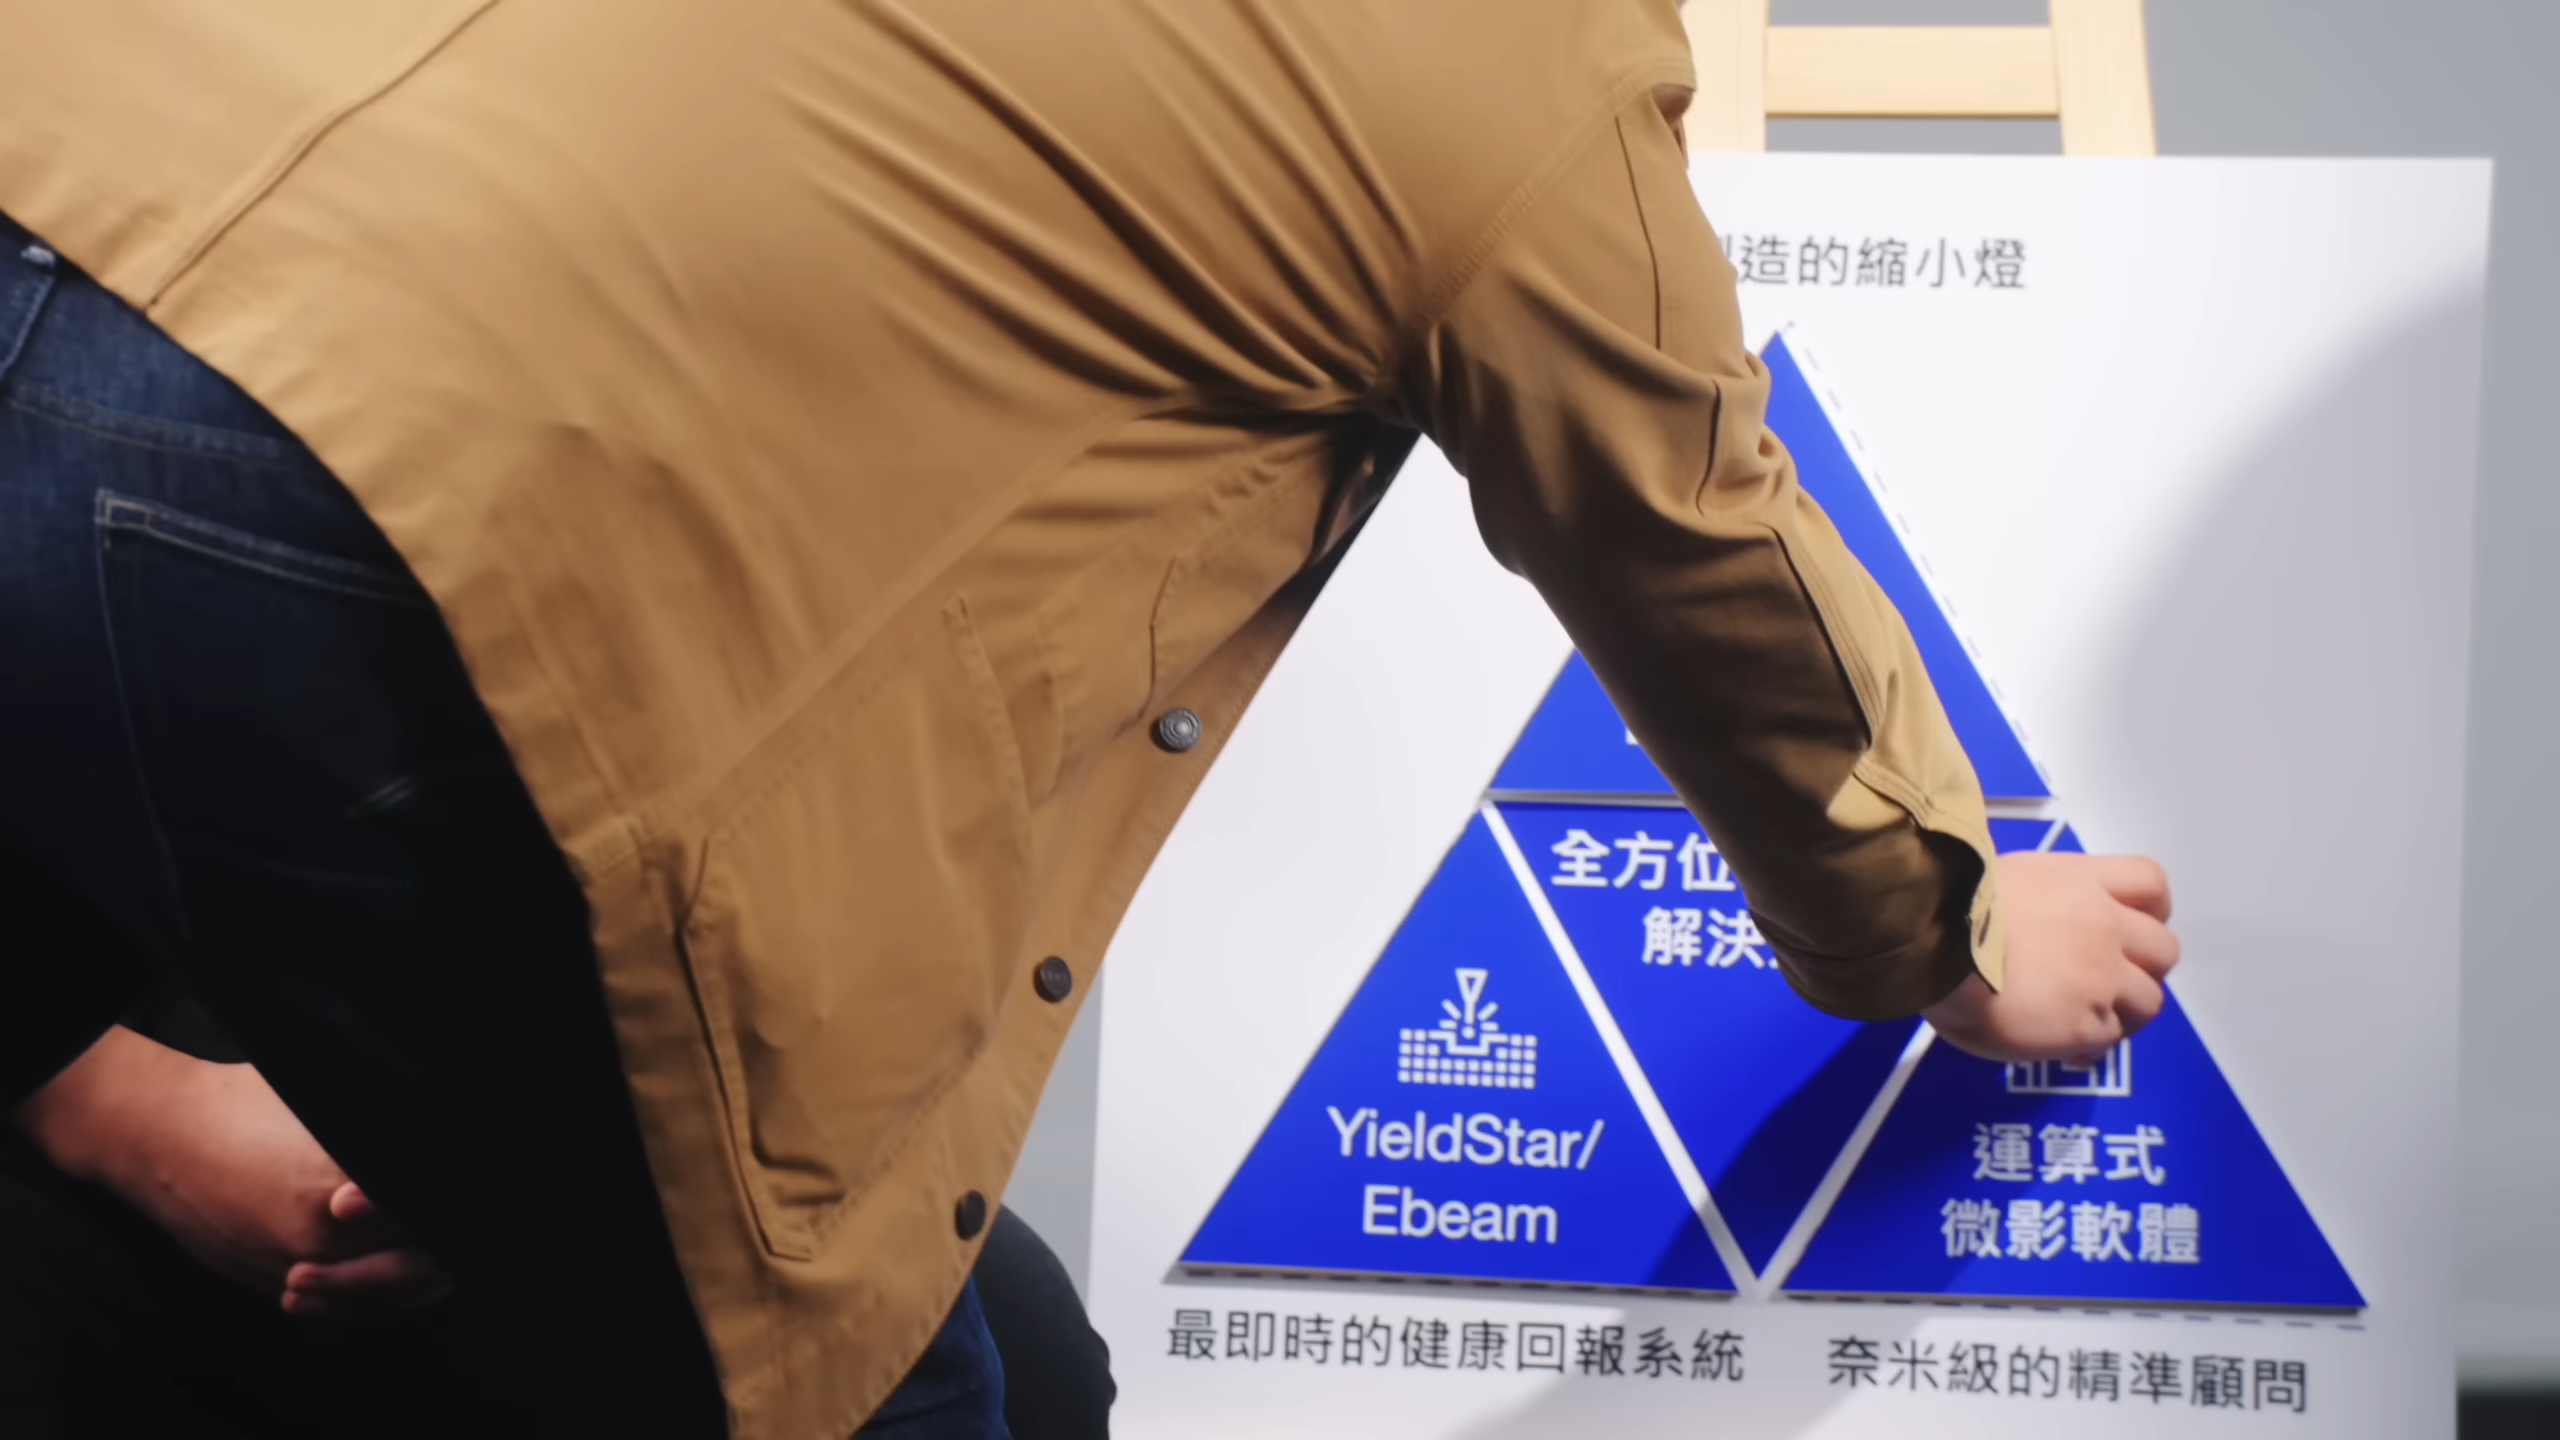 造的縮小燈
全方位
解決
YieldStar/
Ebeam
運算式
微影軟體
最即時的健康回報系統
奈米級的精準顧問